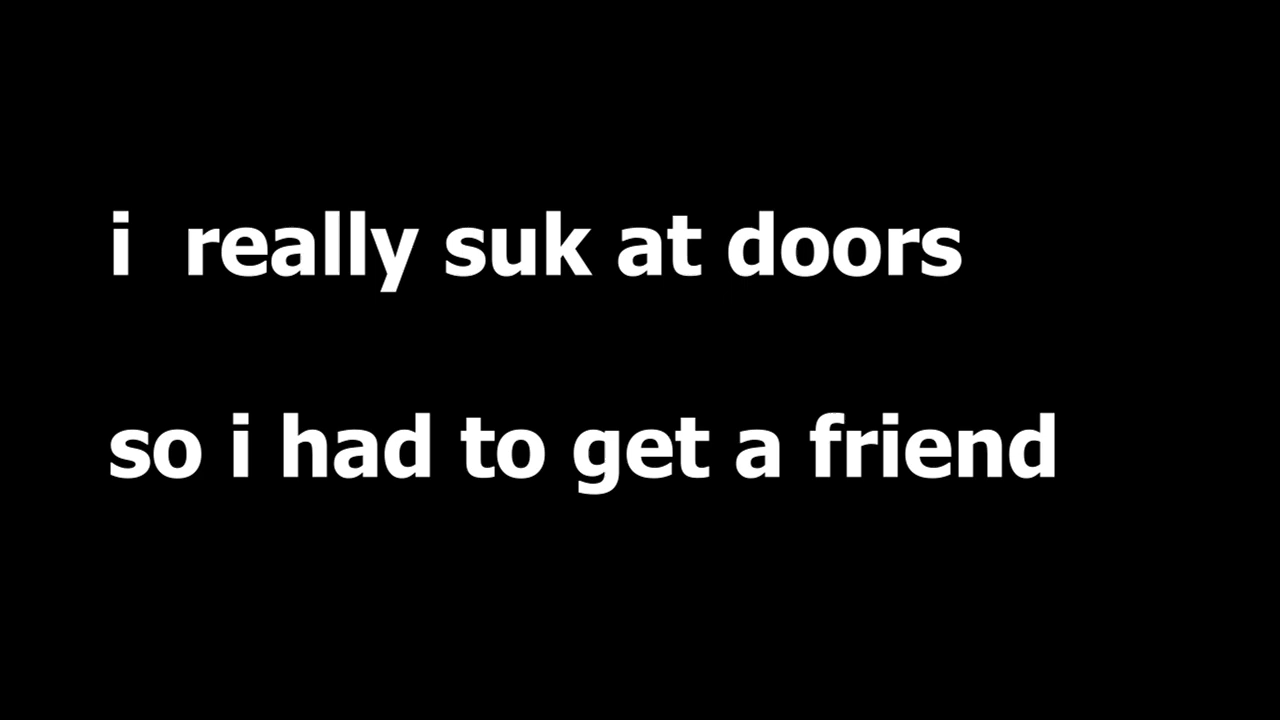 i  really suk at doors
so i had to get a friend